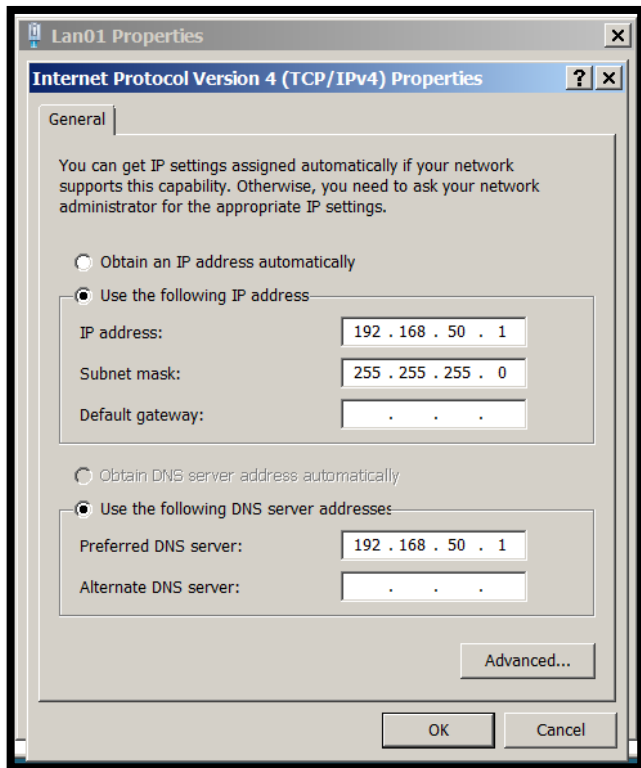 Lan01 Properties
Internet Protocol Version 4 (TCP/IPv4) Properties
General
You can get IP settings assigned automatically if your network
supports this capability. Otherwise, you need to ask your network
administrator for the appropriate IP settings.
Obtain an IP address automatically
Use the following IP address
IP address: 192 . 168 . 50 . 1
Subnet mask: 255 . 255 . 255 . 0
Default gateway: . . .
Obtain DNS server address automatically
Use the following DNS server addresses
Preferred DNS server: 192 . 168 . 50 . 1
Alternate DNS server: . . .
Advanced...
OK Cancel